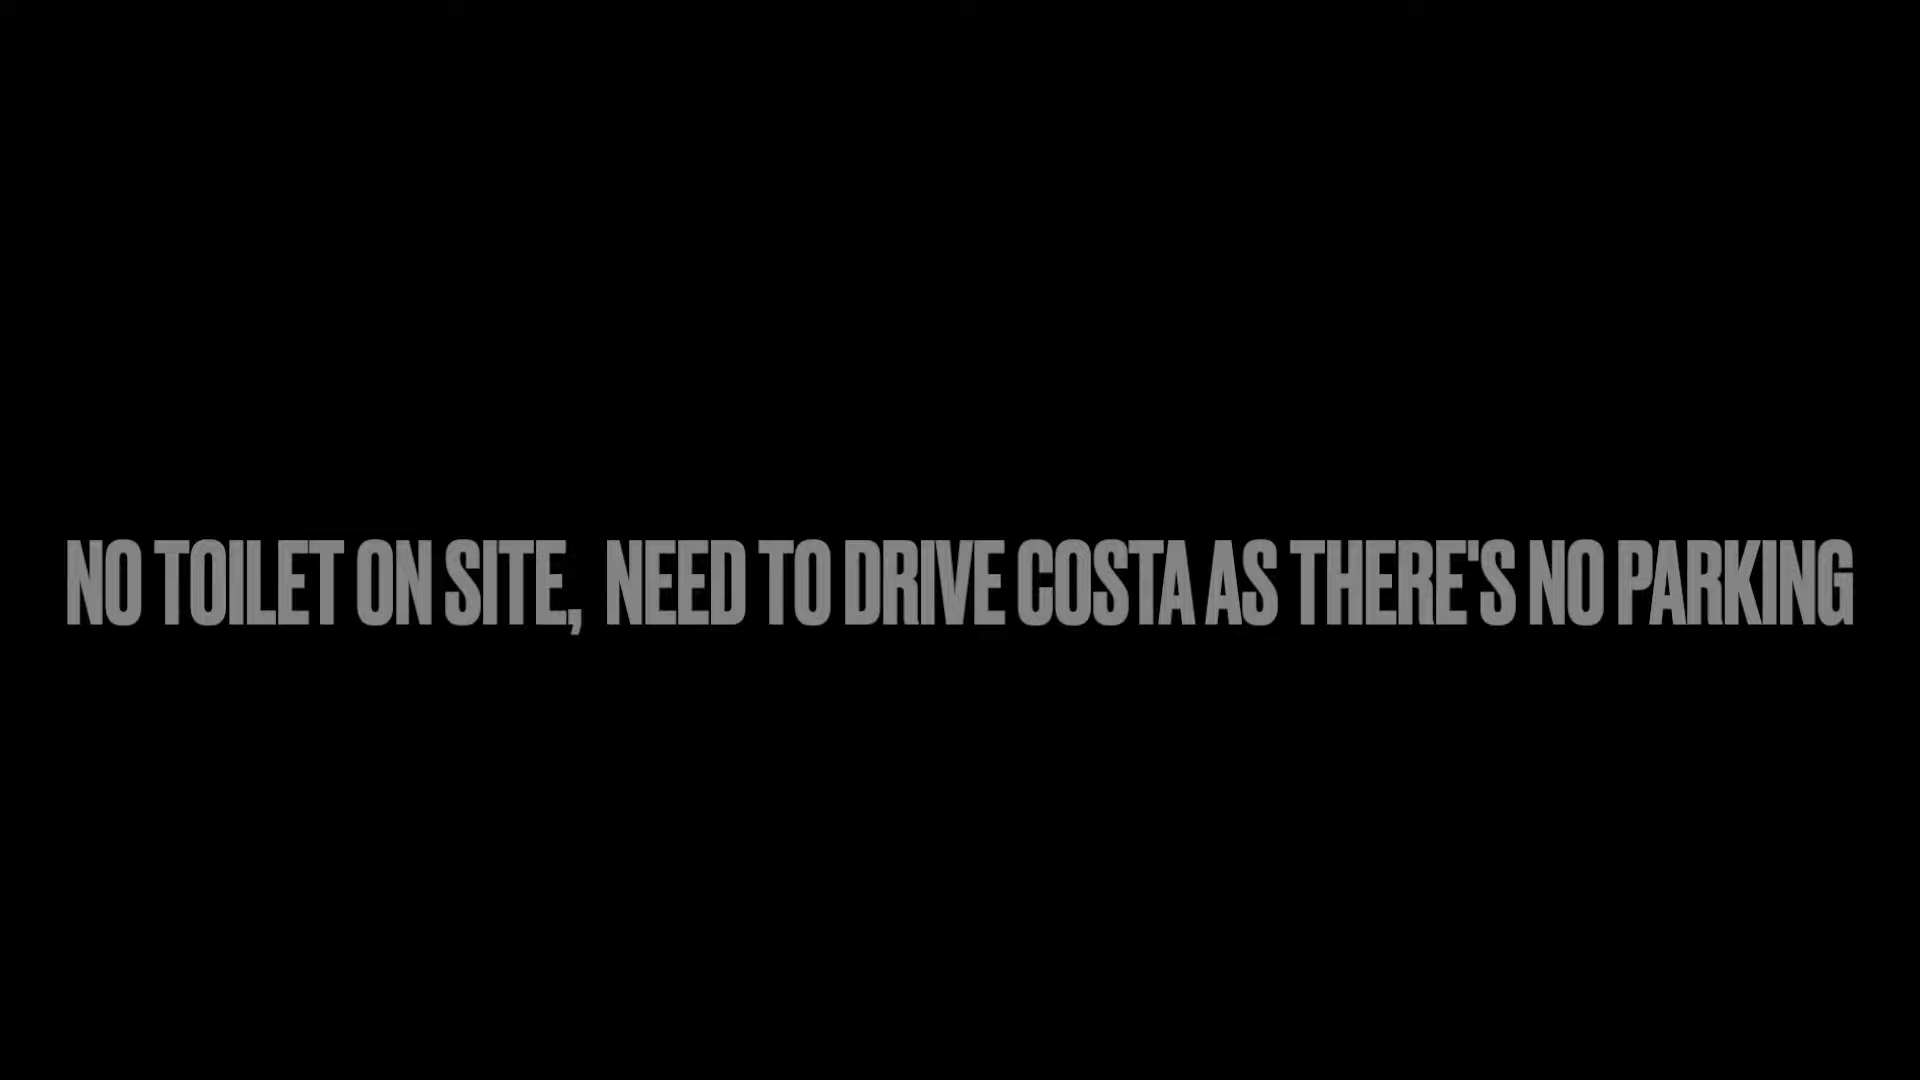 NO TOILET ON SITE,  NEED TO DRIVE COSTA AS THERE'S NO PARKING